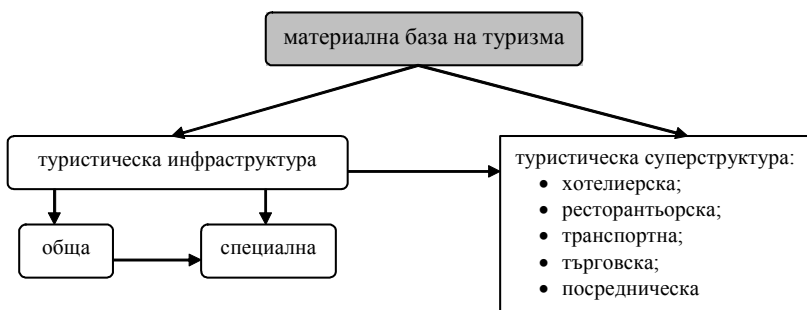 материална база на туризма
туристическа инфраструктура
обща
специална
туристическа суперструктура:
• хотелиерска;
• ресторантьорска;
• транспортна;
• търговска;
• посредническа